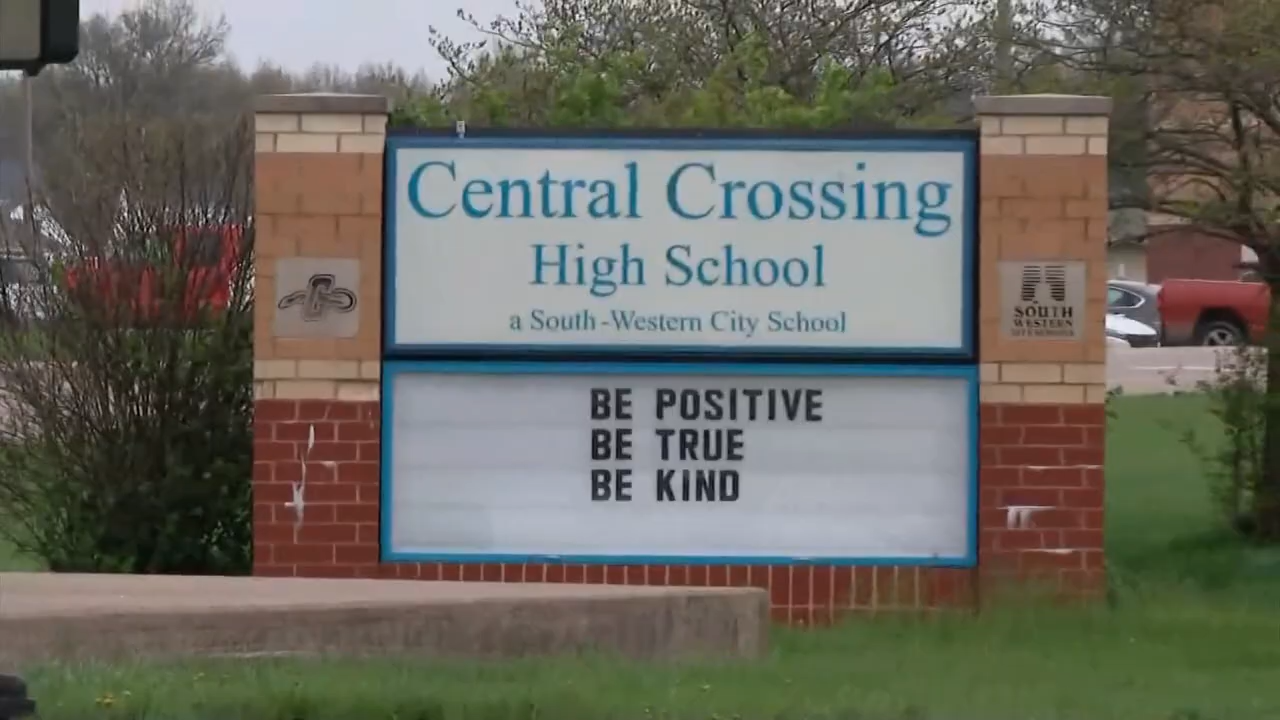 Central Crossing
High School
a South-Western City School
BE POSITIVE
BE TRUE
BE KIND
SOUTH
WESTERN